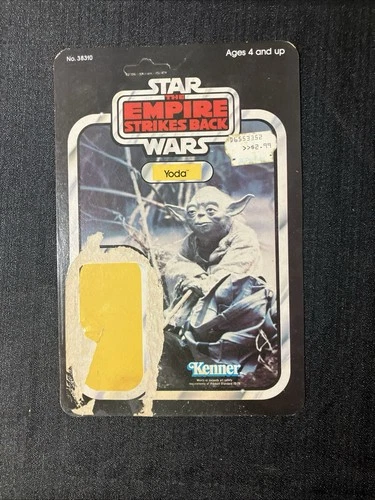 No. 38310
Ages 4 and up
STAR
THE
EMPIRE
STRIKES BACK
WARS
Yoda
Kenner